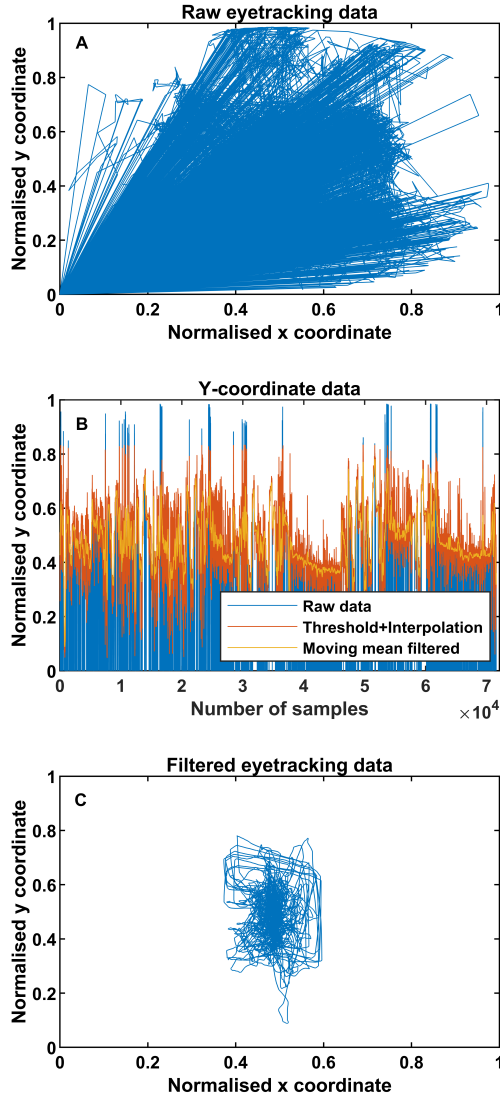 Raw eyetracking data
A
Normalised y coordinate
1
0.8
0.6
0.4
0.2
0
0 0.2 0.4 0.6 0.8 1
Normalised x coordinate
Y-coordinate data
B
Normalised y coordinate
1
0.8
0.6
0.4
0.2
0
Raw data
Threshold+Interpolation
Moving mean filtered
0 1 2 3 4 5 6 7
Number of samples
×10⁴
Filtered eyetracking data
C
Normalised y coordinate
1
0.8
0.6
0.4
0.2
0
0 0.2 0.4 0.6 0.8 1
Normalised x coordinate